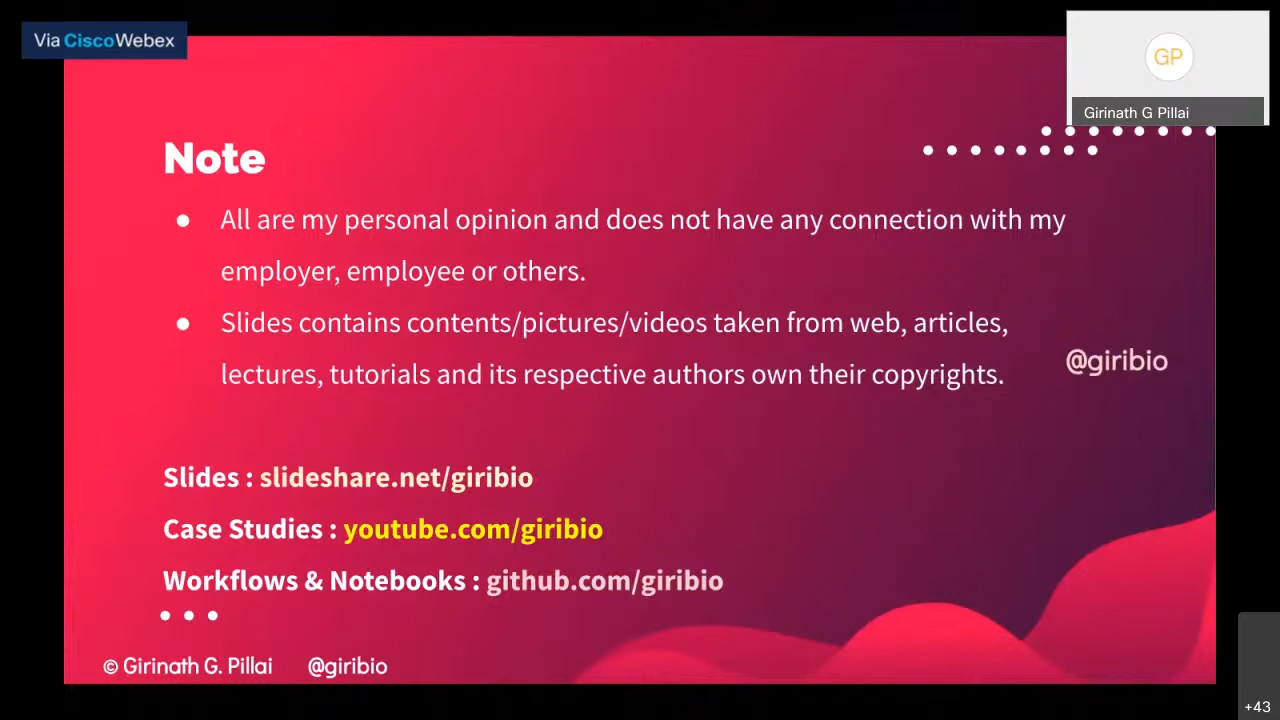 Via CiscoWebex
GP
Girinath G Pillai
Note
● All are my personal opinion and does not have any connection with my
employer, employee or others.
● Slides contains contents/pictures/videos taken from web, articles,
lectures, tutorials and its respective authors own their copyrights.
@giribio
Slides : slideshare.net/giribio
Case Studies : youtube.com/giribio
Workflows & Notebooks : github.com/giribio
© Girinath G. Pillai @giribio
+43